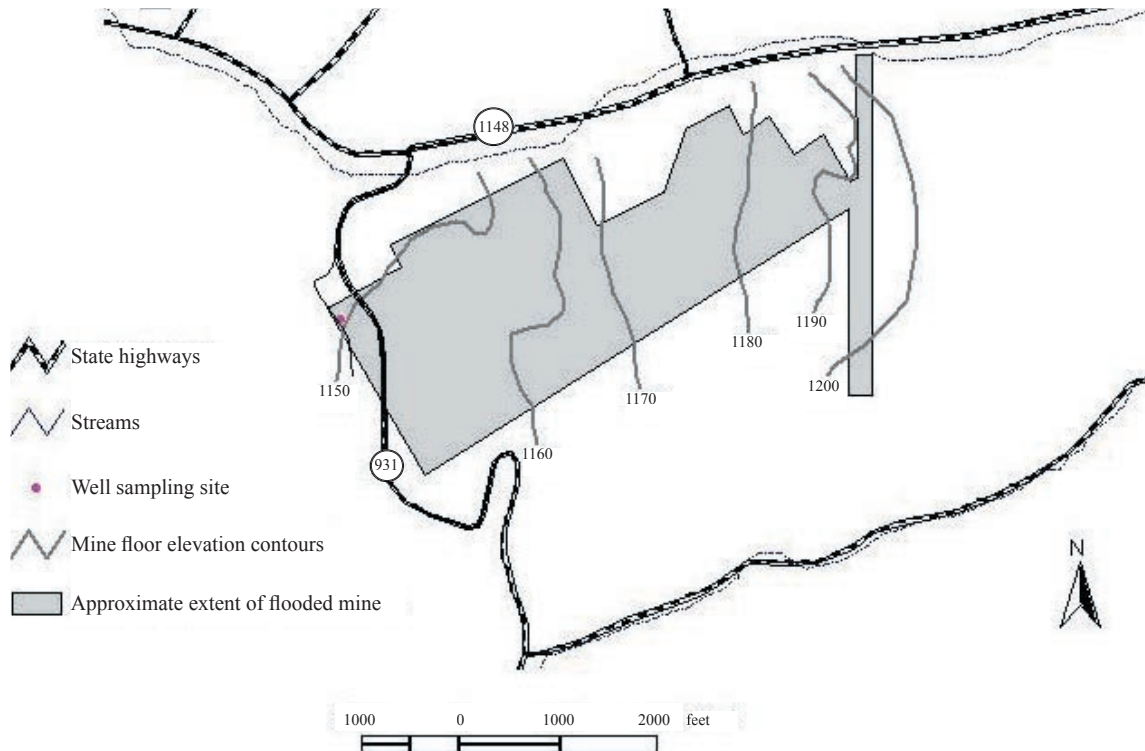 1148
1150
1160
1170
1180
1190
1200
931
State highways
Streams
Well sampling site
Mine floor elevation contours
Approximate extent of flooded mine
N
1000 0 1000 2000 feet